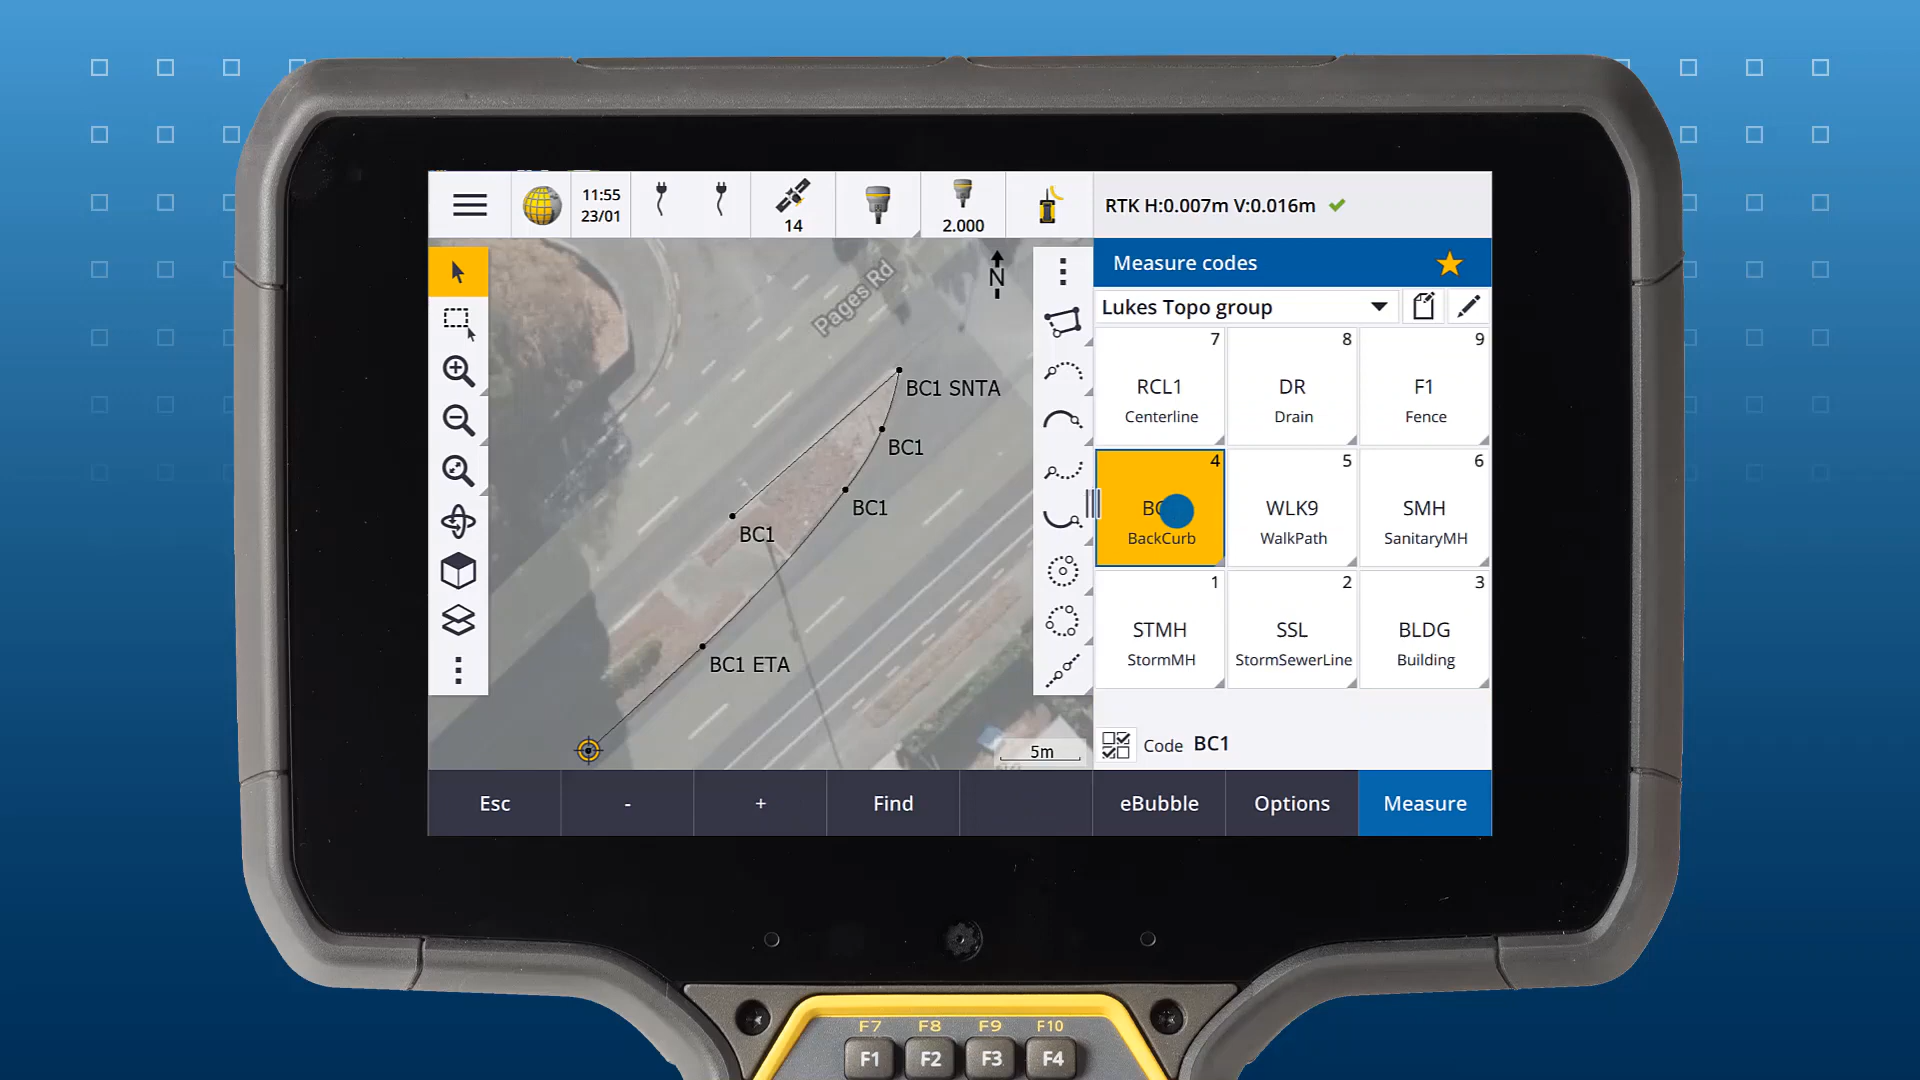 11:55
23/01
14
2.000
RTK H:0.007m V:0.016m
Measure codes
Lukes Topo group
Pages Rd
N
BC1 SNTA
BC1
BC1
BC1
BC1 ETA
5m
7
RCL1
Centerline
8
DR
Drain
9
F1
Fence
4
BackCurb
5
WLK9
WalkPath
6
SMH
SanitaryMH
1
STMH
StormMH
2
SSL
StormSewerLine
3
BLDG
Building
Code BC1
Esc
-
+
Find
eBubble
Options
Measure
F7 F8 F9 F10
F1 F2 F3 F4